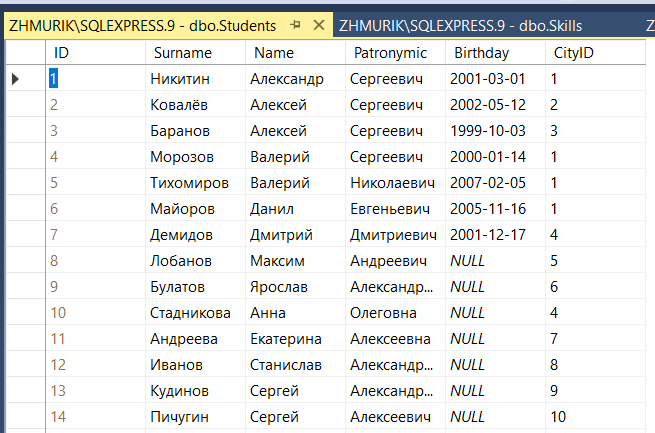 ZHMURIK\SQLEXPRESS.9 - dbo.Students ZHMURIK\SQLEXPRESS.9 - dbo.Skills Z
ID Surname Name Patronymic Birthday CityID
1 Никитин Александр Сергеевич 2001-03-01 1
2 Ковалёв Алексей Сергеевич 2002-05-12 2
3 Баранов Алексей Сергеевич 1999-10-03 3
4 Морозов Валерий Сергеевич 2000-01-14 1
5 Тихомиров Валерий Николаевич 2007-02-05 1
6 Майоров Данил Евгеньевич 2005-11-16 1
7 Демидов Дмитрий Дмитриевич 2001-12-17 4
8 Лобанов Максим Андреевич NULL 5
9 Булатов Ярослав Александр... NULL 6
10 Стадникова Анна Олеговна NULL 4
11 Андреева Екатерина Алексеевна NULL 7
12 Иванов Станислав Александр... NULL 8
13 Кудинов Сергей Александр... NULL 9
14 Пичугин Сергей Алексеевич NULL 10